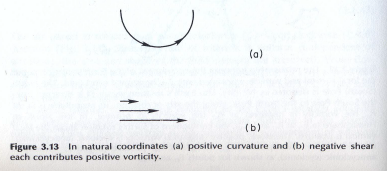 (a)
(b)
Figure 3.13 In natural coordinates (a) positive curvature and (b) negative shear
each contributes positive vorticity.